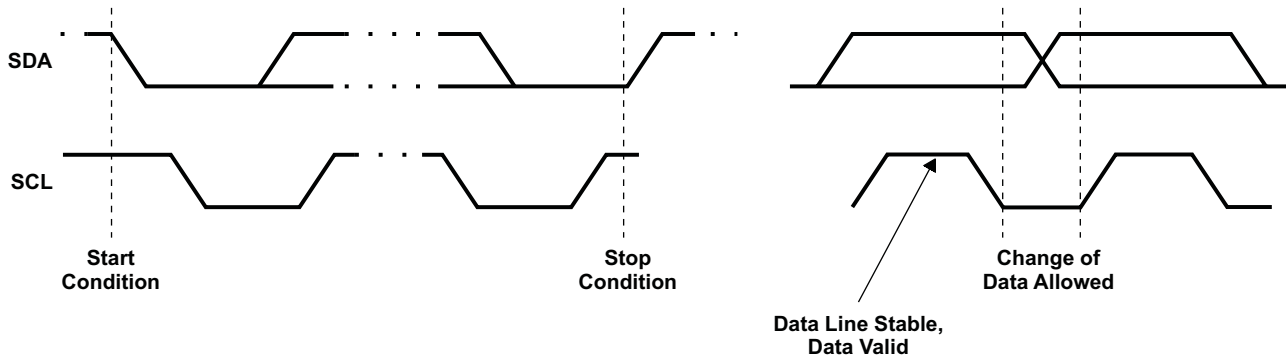 SDA
SCL
Start
Condition
Stop
Condition
Change of
Data Allowed
Data Line Stable,
Data Valid